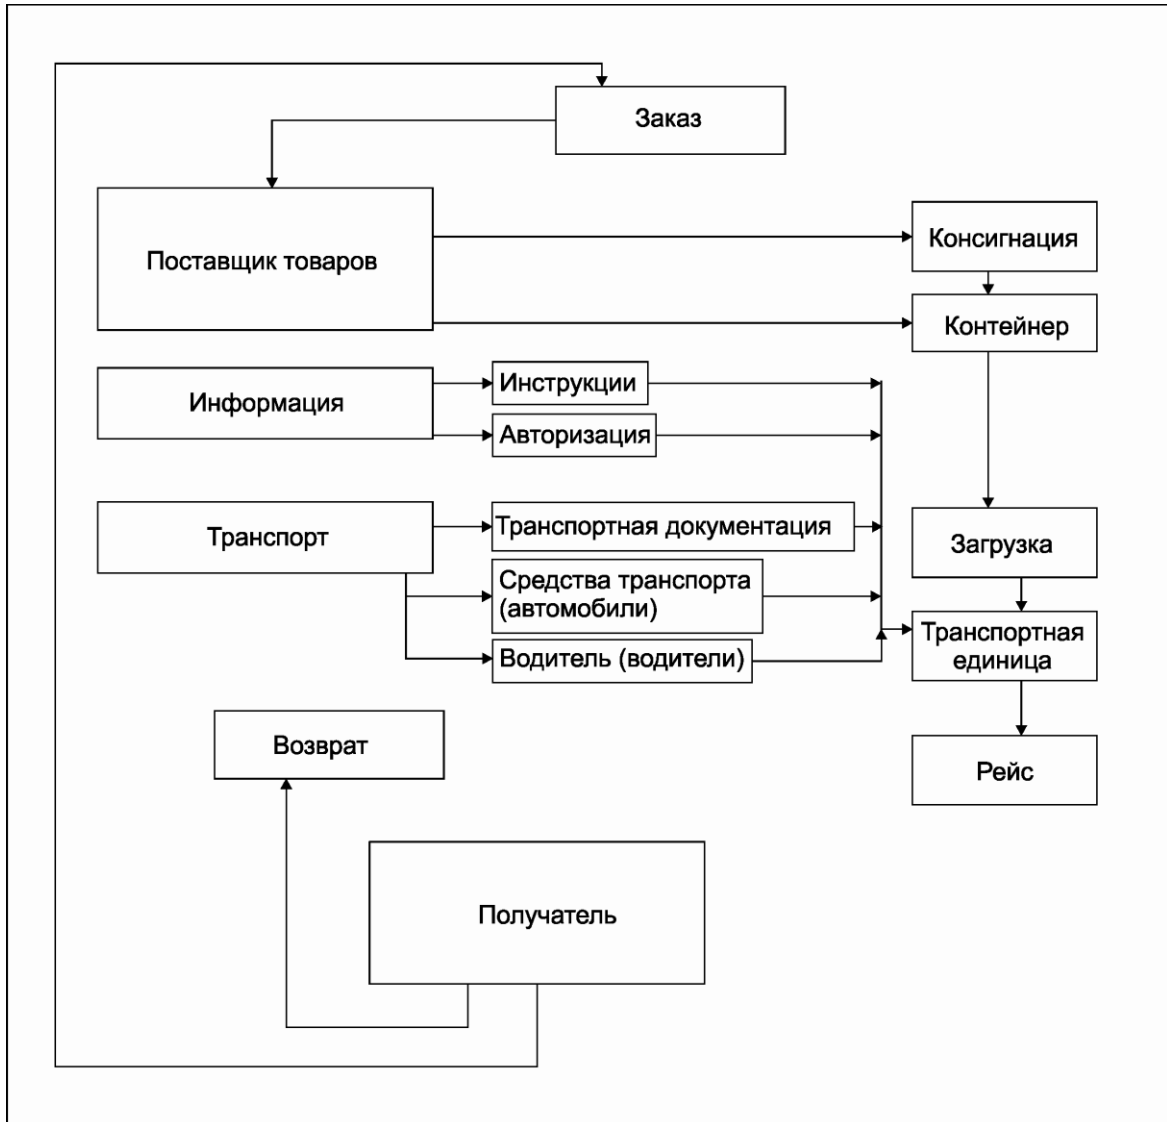 Заказ
Поставщик товаров
Консигнация
Контейнер
Информация
Инструкции
Авторизация
Транспорт
Транспортная документация
Средства транспорта
(автомобили)
Водитель (водители)
Загрузка
Транспортная
единица
Рейс
Возврат
Получатель